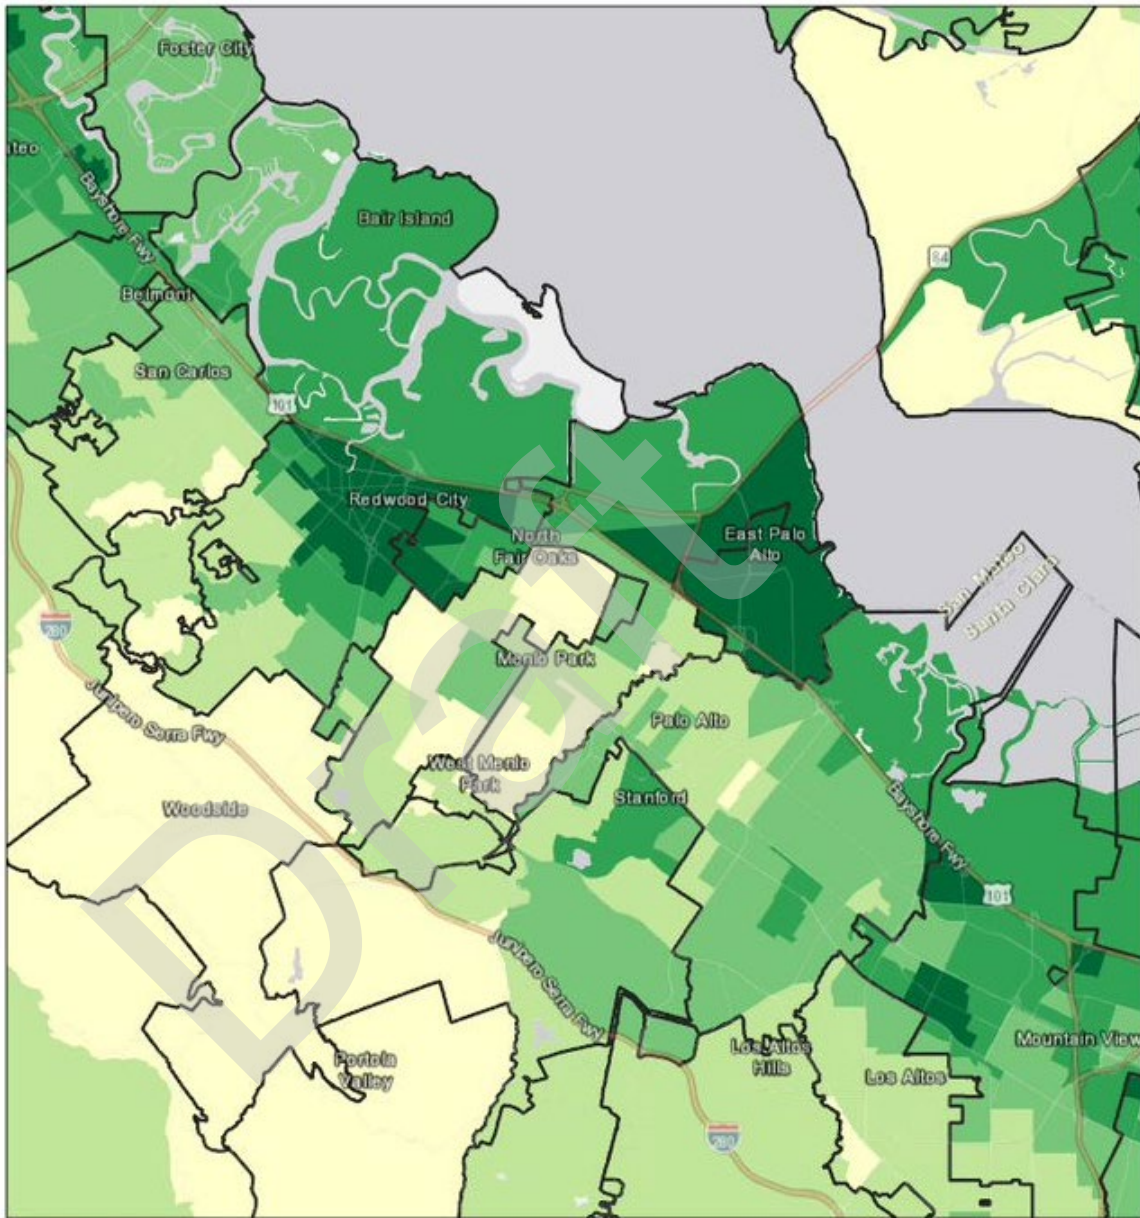 Foster City
ateo
Bayshore Fwy
Bair Island
84
Belmont
San Carlos
101
Redwood City
North
Fair Oaks
East Palo
Alto
San Mateo
Santa Clara
280
Menlo Park
Junipero Serra Fwy
Palo Alto
West Menlo
Park
Stanford
Woodside
Bayshore Fwy
101
Junipero Serra Fwy
Mountain View
Los Altos
Hills
Los Altos
Portola
Valley
280
Draft